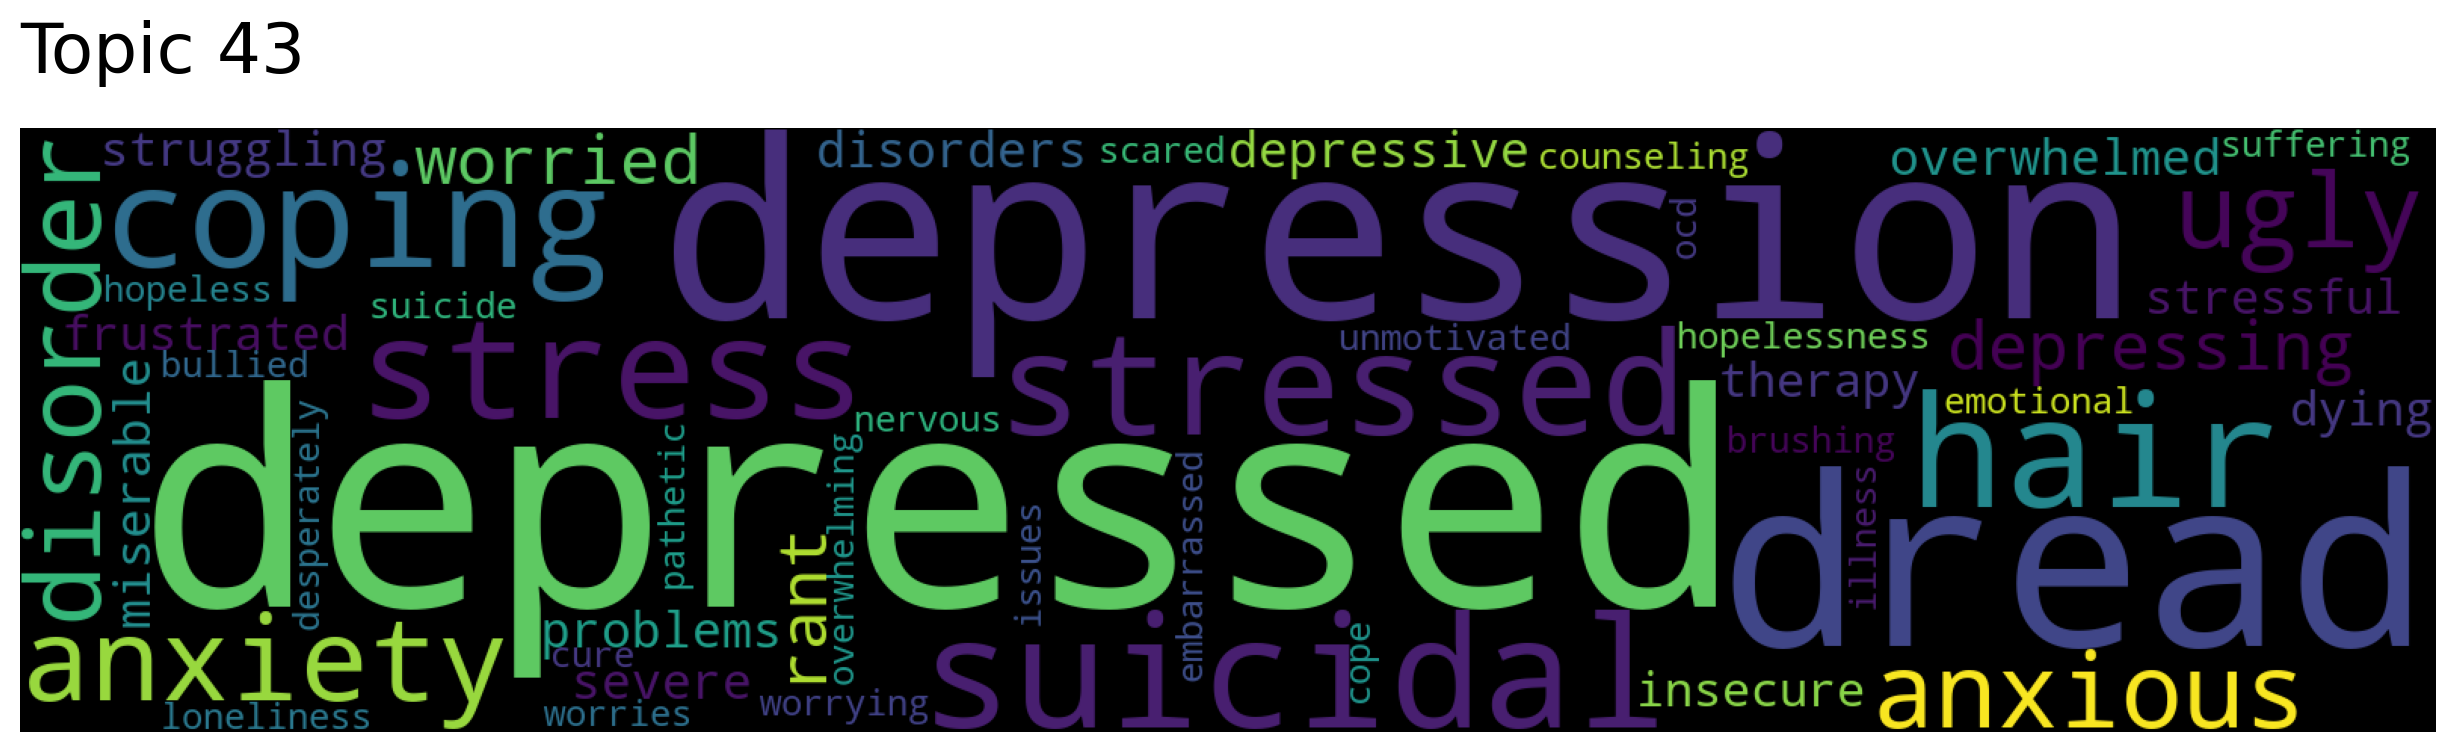 Topic 43
struggling
worried
disorders
scared
depressive
counseling
overwhelmed
suffering
disorder
coping
depression
ocd
ugly
hopeless
suicide
stressful
frustrated
stress
unmotivated
hopelessness
depressing
bullied
stressed
therapy
miserable
desperately
nervous
emotional
dying
depressed
pathetic
overwhelming
brushing
hair
rant
issues
embarrassed
illness
dread
anxiety
problems
cure
severe
suicidal
cope
insecure
anxious
loneliness
worries
worrying